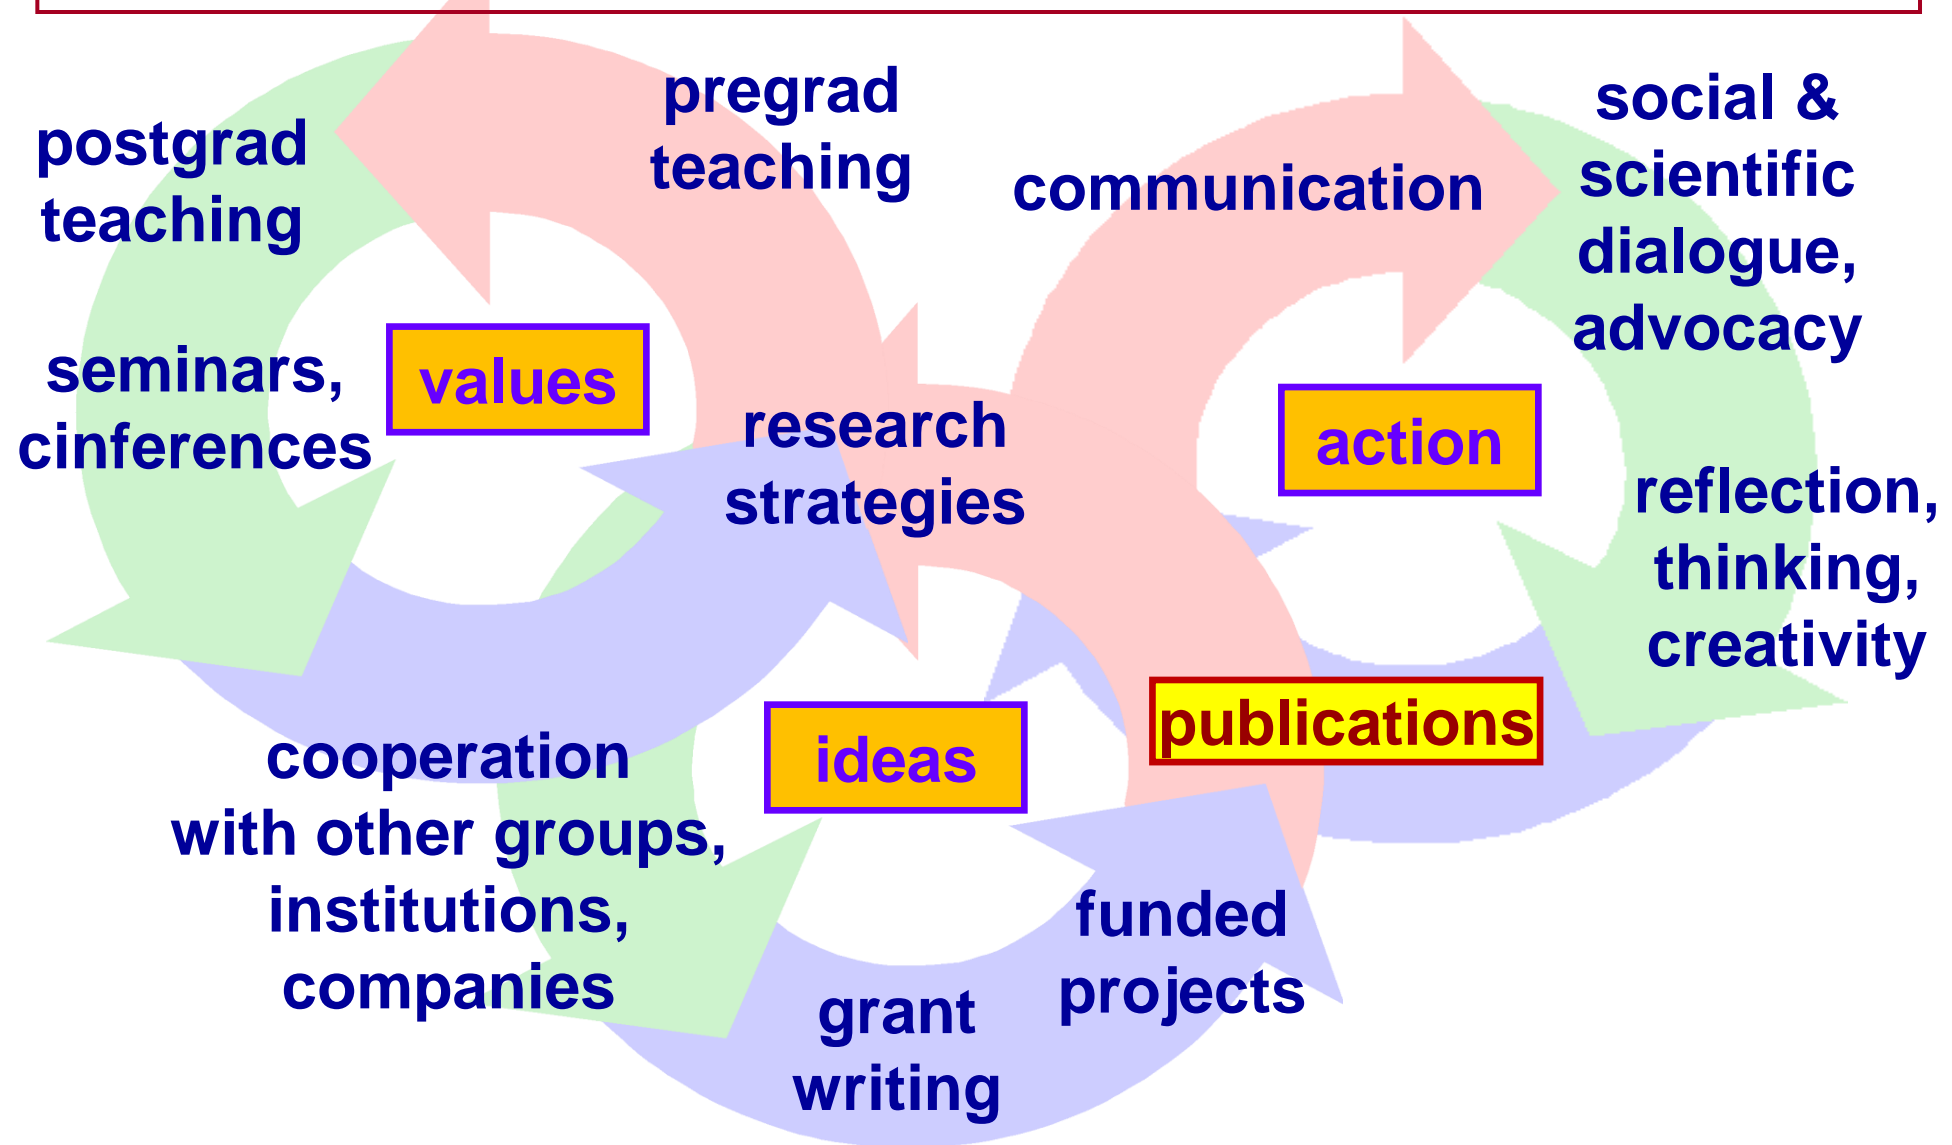 pregrad
teaching
postgrad
teaching
communication
social &
scientific
dialogue,
advocacy
seminars,
cinferences
values
research
strategies
action
reflection,
thinking,
creativity
ideas
publications
cooperation
with other groups,
institutions,
companies
funded
projects
grant
writing